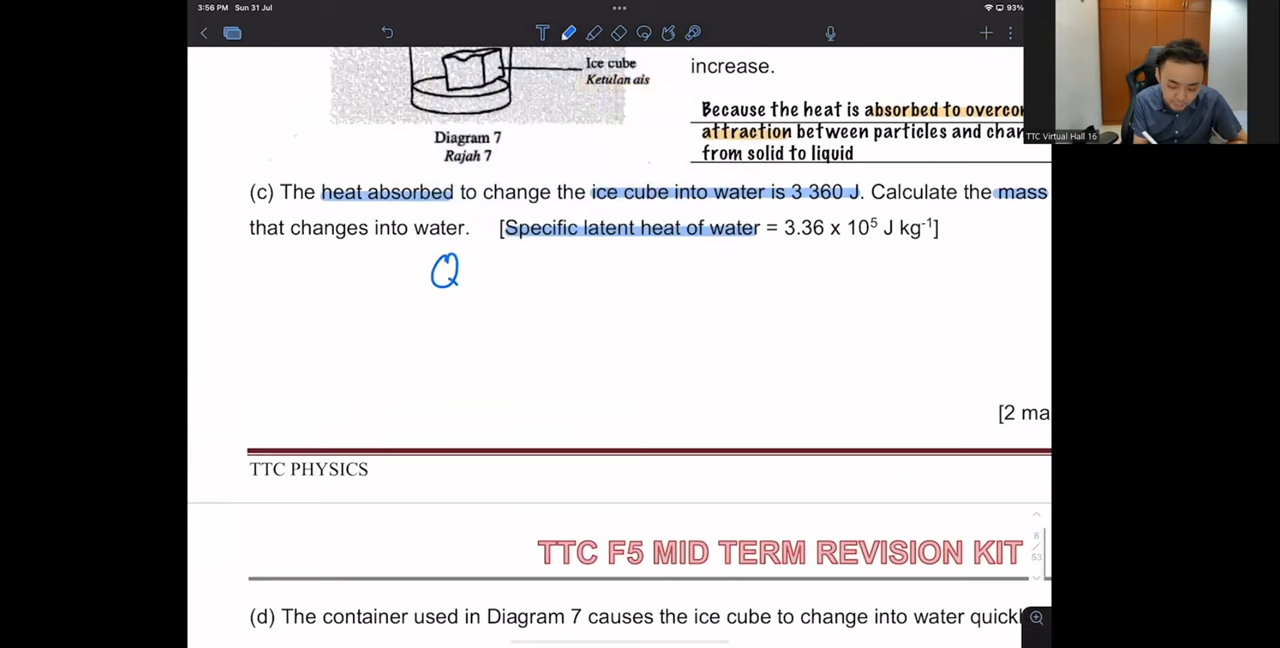 3:56 PM Sun 31 Jul
93%
T
Ice cube
Ketulan ais
increase.
Because the heat is absorbed to overcom
attraction between particles and chan
from solid to liquid
TTC Virtual Hall 16
Diagram 7
Rajah 7
(c) The heat absorbed to change the ice cube into water is 3 360 J. Calculate the mass
that changes into water. [Specific latent heat of water = 3.36 x 10⁵ J kg⁻¹]
Q
[2 ma
TTC PHYSICS
TTC F5 MID TERM REVISION KIT
8
/
53
(d) The container used in Diagram 7 causes the ice cube to change into water quickl